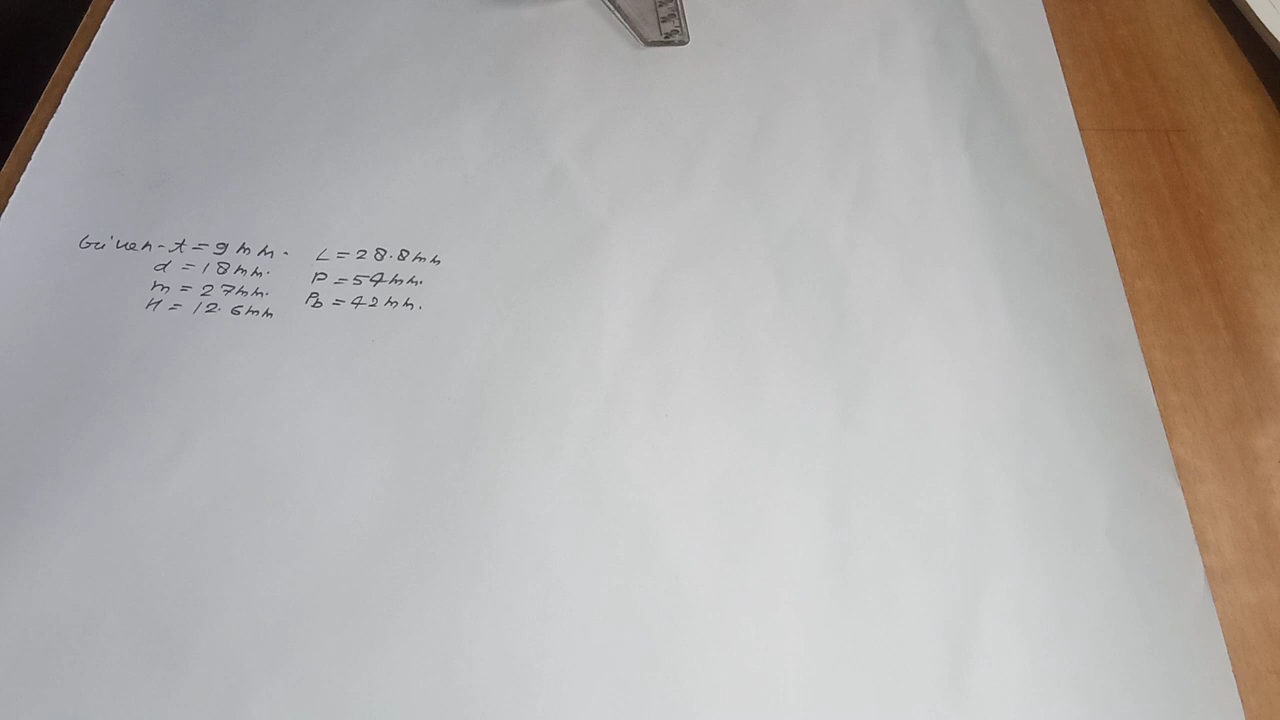 Given - t = 9mm. L = 28.8mm
d = 18mm. P = 54mm.
m = 27mm. Pb = 42mm.
H = 12.6mm